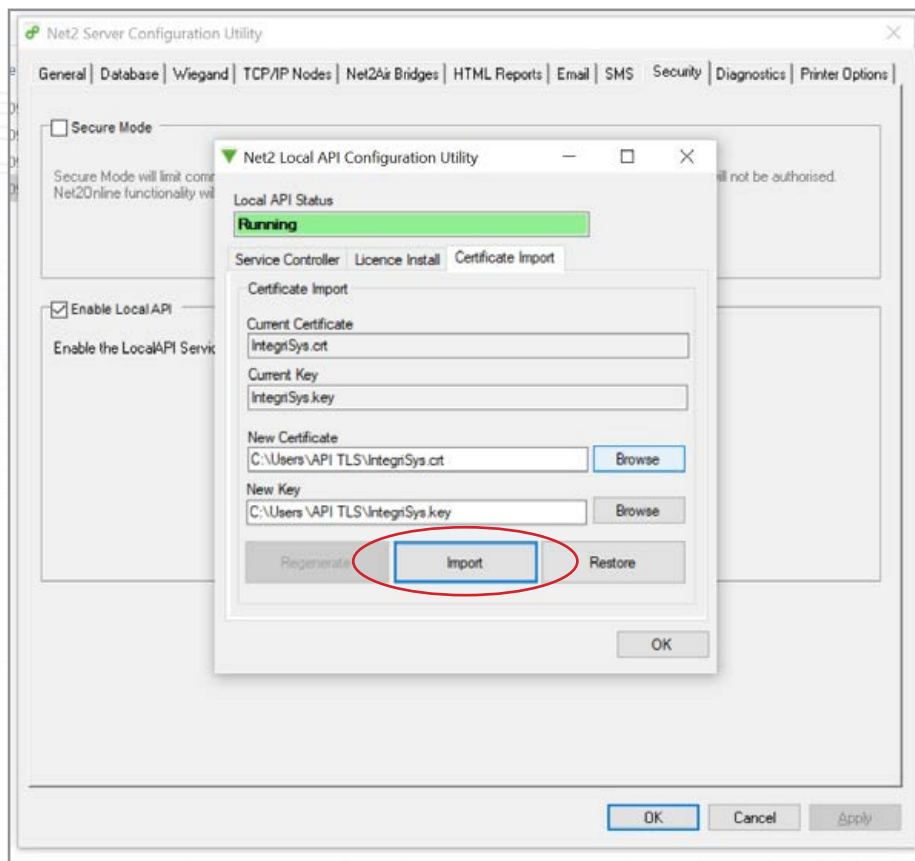 Net2 Server Configuration Utility
General Database Wiegand TCP/IP Nodes Net2Air Bridges HTML Reports Email SMS Security Diagnostics Printer Options
Secure Mode
Secure Mode will limit com
ill not be authorised.
Net2Online functionality wil
Enable Local API
Enable the LocalAPI Servic
Net2 Local API Configuration Utility
Local API Status
Running
Service Controller Licence Install Certificate Import
Certificate Import
Current Certificate
IntegriSys.crt
Current Key
IntegriSys.key
New Certificate
C:\Users\API TLS\IntegriSys.crt Browse
New Key
C:\Users \API TLS\IntegriSys.key Browse
Regenerate Import Restore
OK
OK Cancel Apply